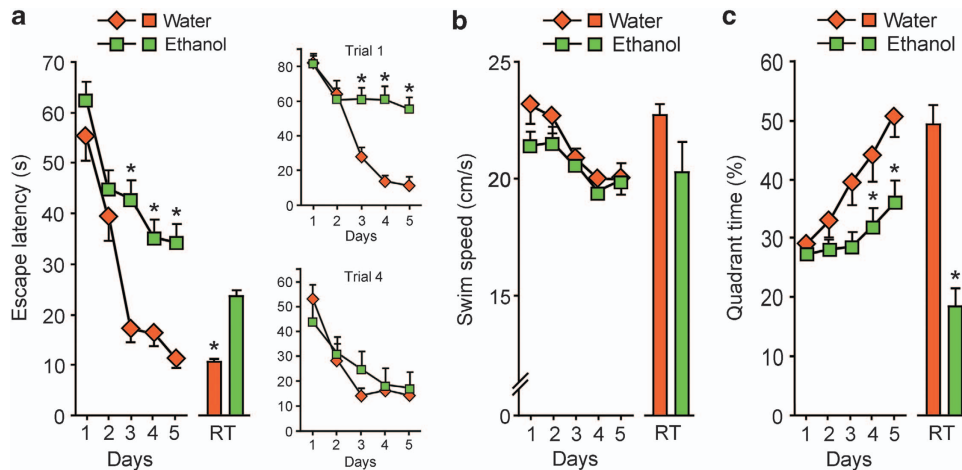 a
Water
Ethanol
Escape latency (s)
70
60
50
40
30
20
10
0
*
*
*
*
1 2 3 4 5 RT
Days
Trial 1
80
60
40
20
0
* * *
1 2 3 4 5
Days
Trial 4
60
50
40
30
20
10
0
1 2 3 4 5
Days
b
Water
Ethanol
Swim speed (cm/s)
25
20
15
0
1 2 3 4 5 RT
Days
c
Water
Ethanol
Quadrant time (%)
60
50
40
30
20
10
0
*
*
*
1 2 3 4 5 RT
Days